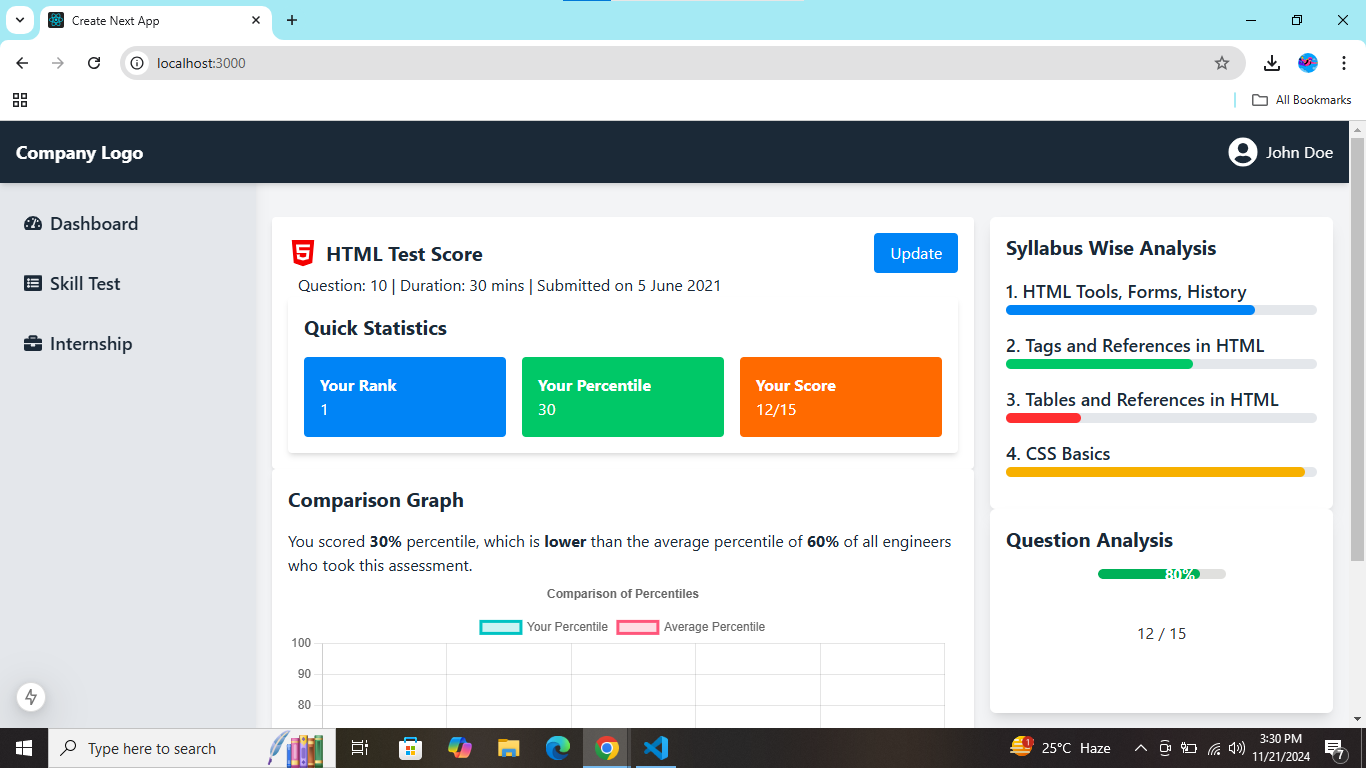 Create Next App
localhost:3000
All Bookmarks
Company Logo
John Doe
Dashboard
Skill Test
Internship
HTML Test Score
Update
Question: 10 | Duration: 30 mins | Submitted on 5 June 2021
Quick Statistics
Your Rank
1
Your Percentile
30
Your Score
12/15
Comparison Graph
You scored 30% percentile, which is lower than the average percentile of 60% of all engineers
who took this assessment.
Comparison of Percentiles
Your Percentile
Average Percentile
100
90
80
Syllabus Wise Analysis
1. HTML Tools, Forms, History
2. Tags and References in HTML
3. Tables and References in HTML
4. CSS Basics
Question Analysis
80%
12 / 15
Type here to search
1
25°C Haze
3:30 PM
11/21/2024
7